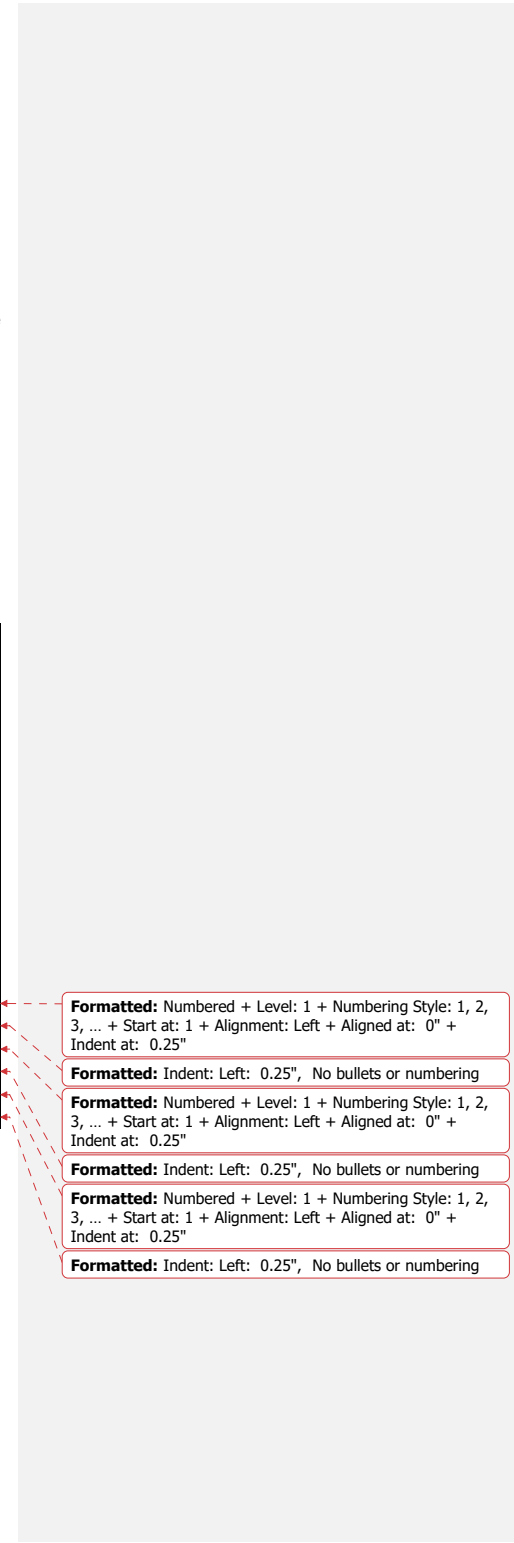 Formatted: Numbered + Level: 1 + Numbering Style: 1, 2,
3, … + Start at: 1 + Alignment: Left + Aligned at:  0" +
Indent at:  0.25"
Formatted: Indent: Left:  0.25",  No bullets or numbering
Formatted: Numbered + Level: 1 + Numbering Style: 1, 2,
3, … + Start at: 1 + Alignment: Left + Aligned at:  0" +
Indent at:  0.25"
Formatted: Indent: Left:  0.25",  No bullets or numbering
Formatted: Numbered + Level: 1 + Numbering Style: 1, 2,
3, … + Start at: 1 + Alignment: Left + Aligned at:  0" +
Indent at:  0.25"
Formatted: Indent: Left:  0.25",  No bullets or numbering